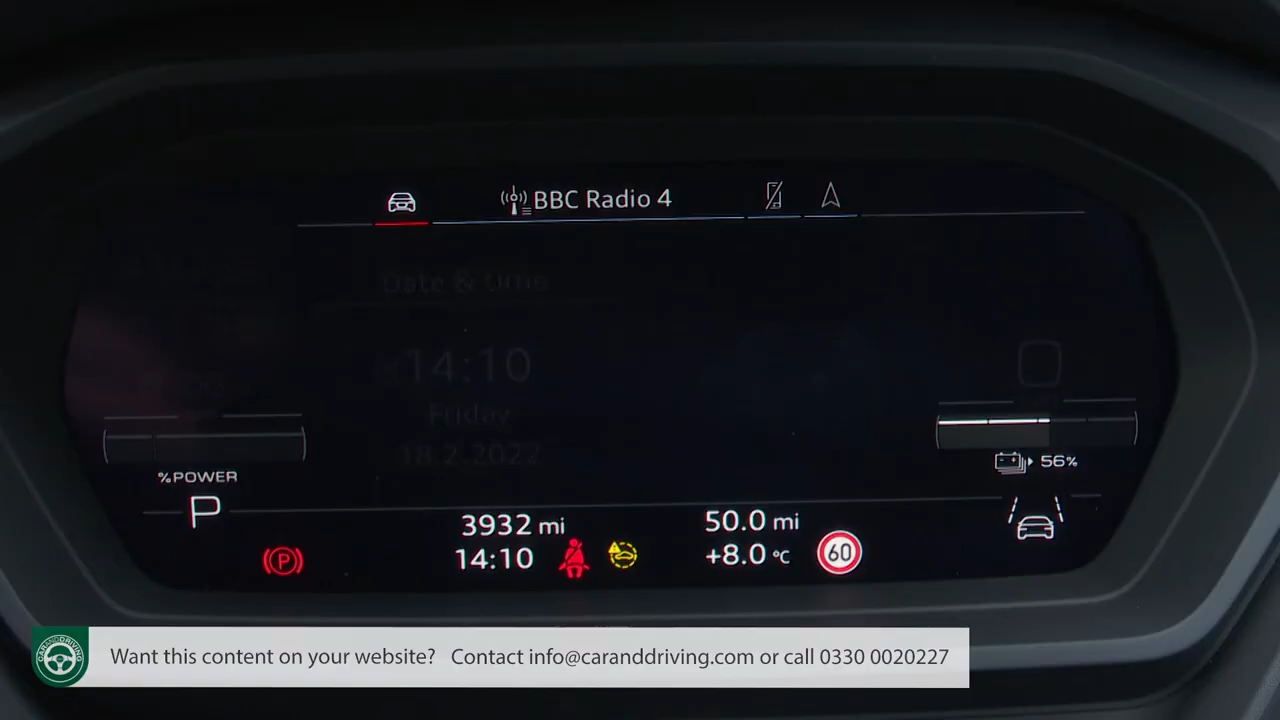 BBC Radio 4
Date & time
14:10
Friday
18.2.2022
%POWER
P
56%
3932 mi
50.0 mi
14:10
+8.0 °C
60
P
CARANDDRIVING
Want this content on your website? Contact info@caranddriving.com or call 0330 0020227